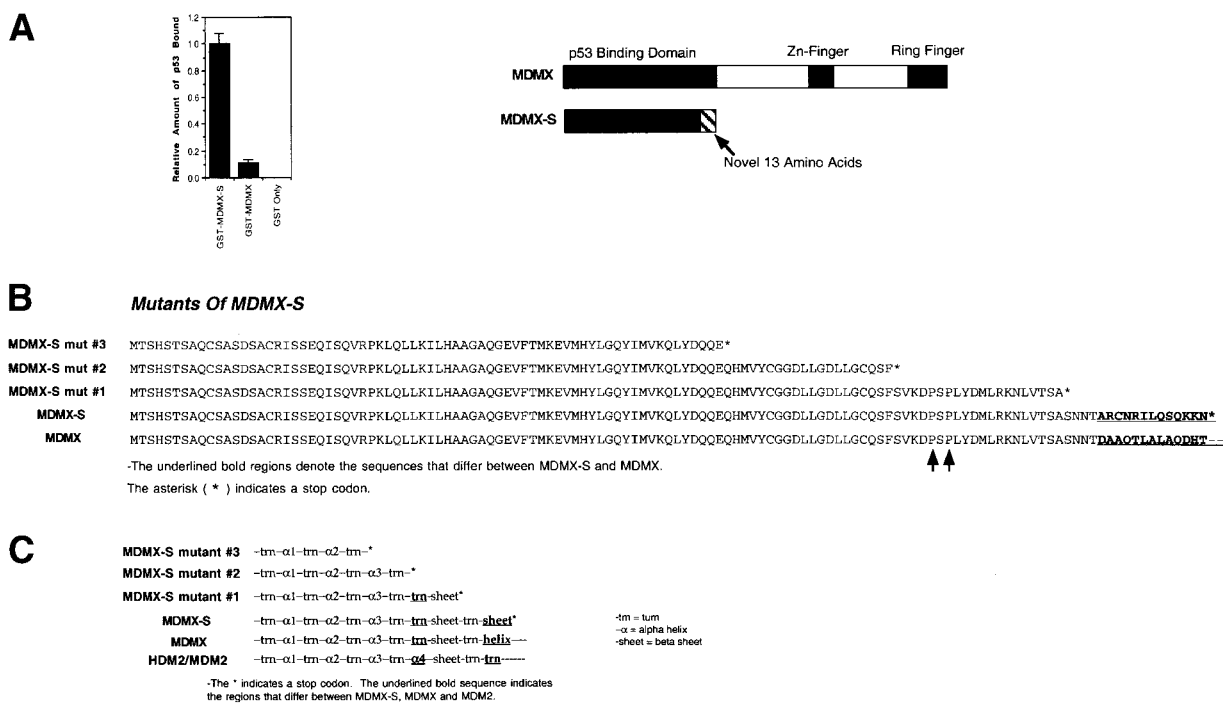 A
Relative Amount of p53 Bound
1.2
1.0
0.8
0.6
0.4
0.2
0.0
GST-MDMX-S
GST-MDMX
GST Only
p53 Binding Domain
Zn-Finger
Ring Finger
MDMX
MDMX-S
Novel 13 Amino Acids
B
Mutants Of MDMX-S
MDMX-S mut #3 MTSHSTSAQCSASDSACRISSEQISQVRPKLQLLKILHAAGAQGEVFTMKEVMHYLGQYIMVKQLYDQQE*
MDMX-S mut #2 MTSHSTSAQCSASDSACRISSEQISQVRPKLQLLKILHAAGAQGEVFTMKEVMHYLGQYIMVKQLYDQQEQHMVYCGGDLLGDLLGCQSF*
MDMX-S mut #1 MTSHSTSAQCSASDSACRISSEQISQVRPKLQLLKILHAAGAQGEVFTMKEVMHYLGQYIMVKQLYDQQEQHMVYCGGDLLGDLLGCQSFSVKDPSPLYDMLRKNLVTSA*
MDMX-S MTSHSTSAQCSASDSACRISSEQISQVRPKLQLLKILHAAGAQGEVFTMKEVMHYLGQYIMVKQLYDQQEQHMVYCGGDLLGDLLGCQSFSVKDPSPLYDMLRKNLVTSASNNTARCNRILQSQKKN*
MDMX MTSHSTSAQCSASDSACRISSEQISQVRPKLQLLKILHAAGAQGEVFTMKEVMHYLGQYIMVKQLYDQQEQHMVYCGGDLLGDLLGCQSFSVKDPSPLYDMLRKNLVTSASNNTDAAQTLALAQDHT--
-The underlined bold regions denote the sequences that differ between MDMX-S and MDMX.
The asterisk ( * ) indicates a stop codon.
C
MDMX-S mutant #3 -trn-α1-trn-α2-trn-*
MDMX-S mutant #2 -trn-α1-trn-α2-trn-α3-trn-*
MDMX-S mutant #1 -trn-α1-trn-α2-trn-α3-trn-trn-sheet*
MDMX-S -trn-α1-trn-α2-trn-α3-trn-trn-sheet-trn-sheet*
MDMX -trn-α1-trn-α2-trn-α3-trn-trn-sheet-trn-helix----
HDM2/MDM2 -trn-α1-trn-α2-trn-α3-trn-α4-sheet-trn-trn------
-trn = turn
-α = alpha helix
-sheet = beta sheet
-The * indicates a stop codon. The underlined bold sequence indicates
the regions that differ between MDMX-S, MDMX and MDM2.